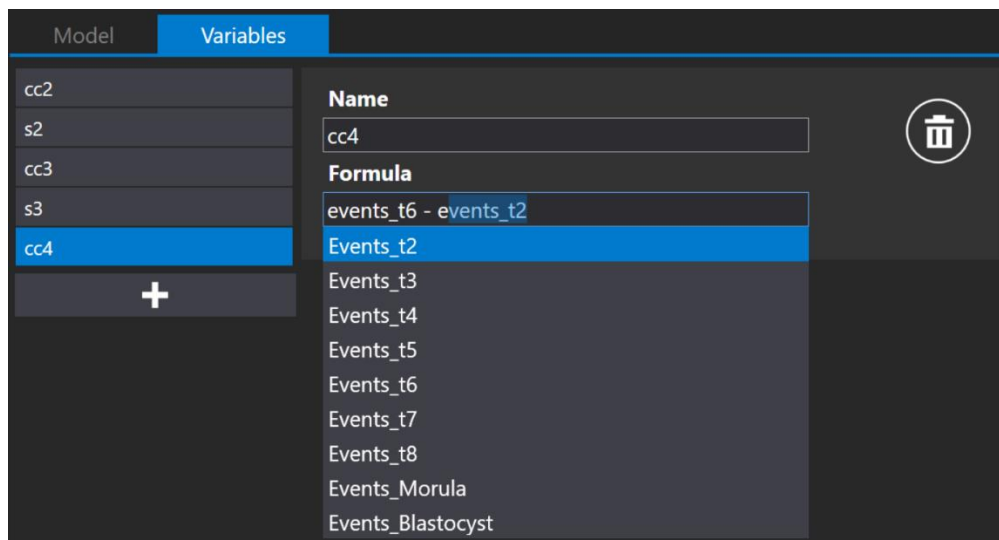 Model
Variables
cc2
s2
cc3
s3
cc4
Name
cc4
Formula
events_t6 - events_t2
Events_t2
Events_t3
Events_t4
Events_t5
Events_t6
Events_t7
Events_t8
Events_Morula
Events_Blastocyst